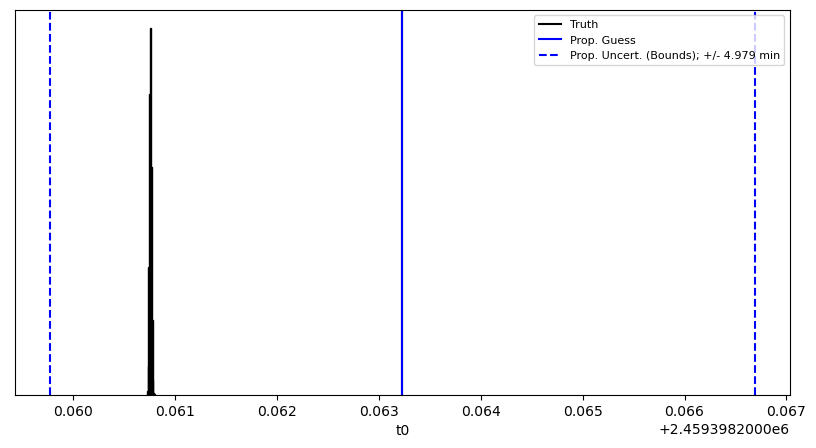 Truth
Prop. Guess
Prop. Uncert. (Bounds); +/- 4.979 min
0.060 0.061 0.062 0.063 0.064 0.065 0.066 0.067
t0
+2.4593982000e6